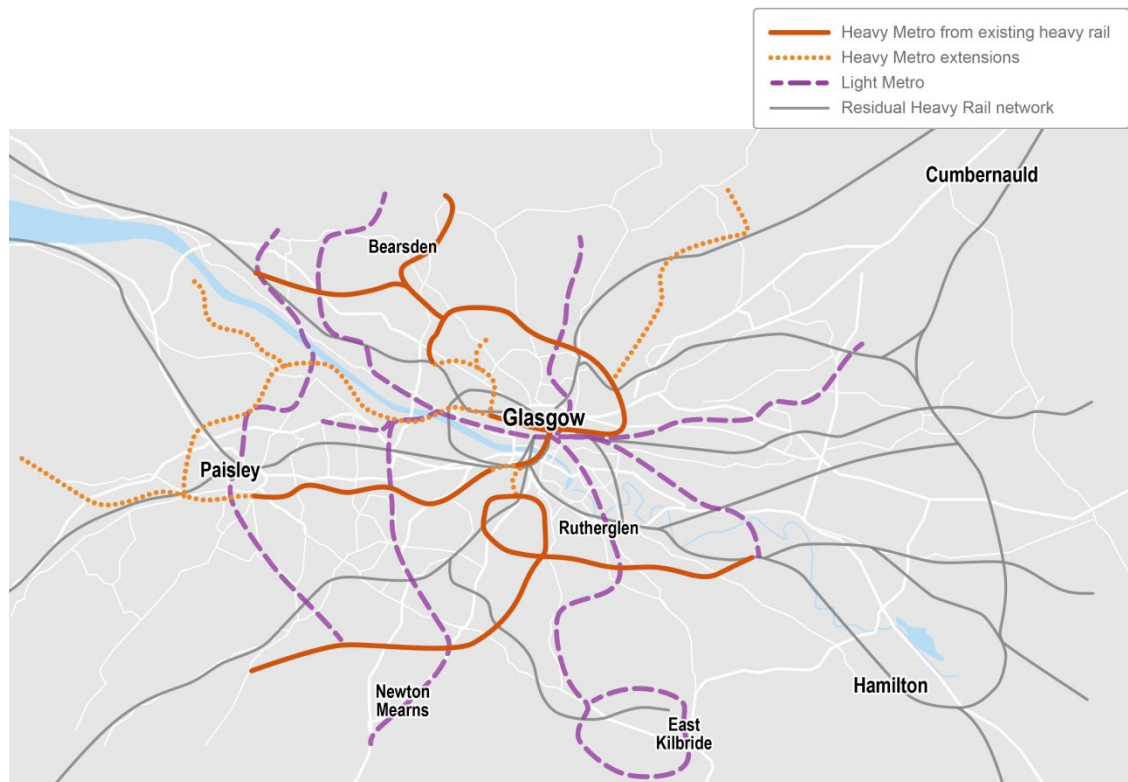 Heavy Metro from existing heavy rail
Heavy Metro extensions
Light Metro
Residual Heavy Rail network
Cumbernauld
Bearsden
Glasgow
Paisley
Rutherglen
Newton
Mearns
Hamilton
East
Kilbride